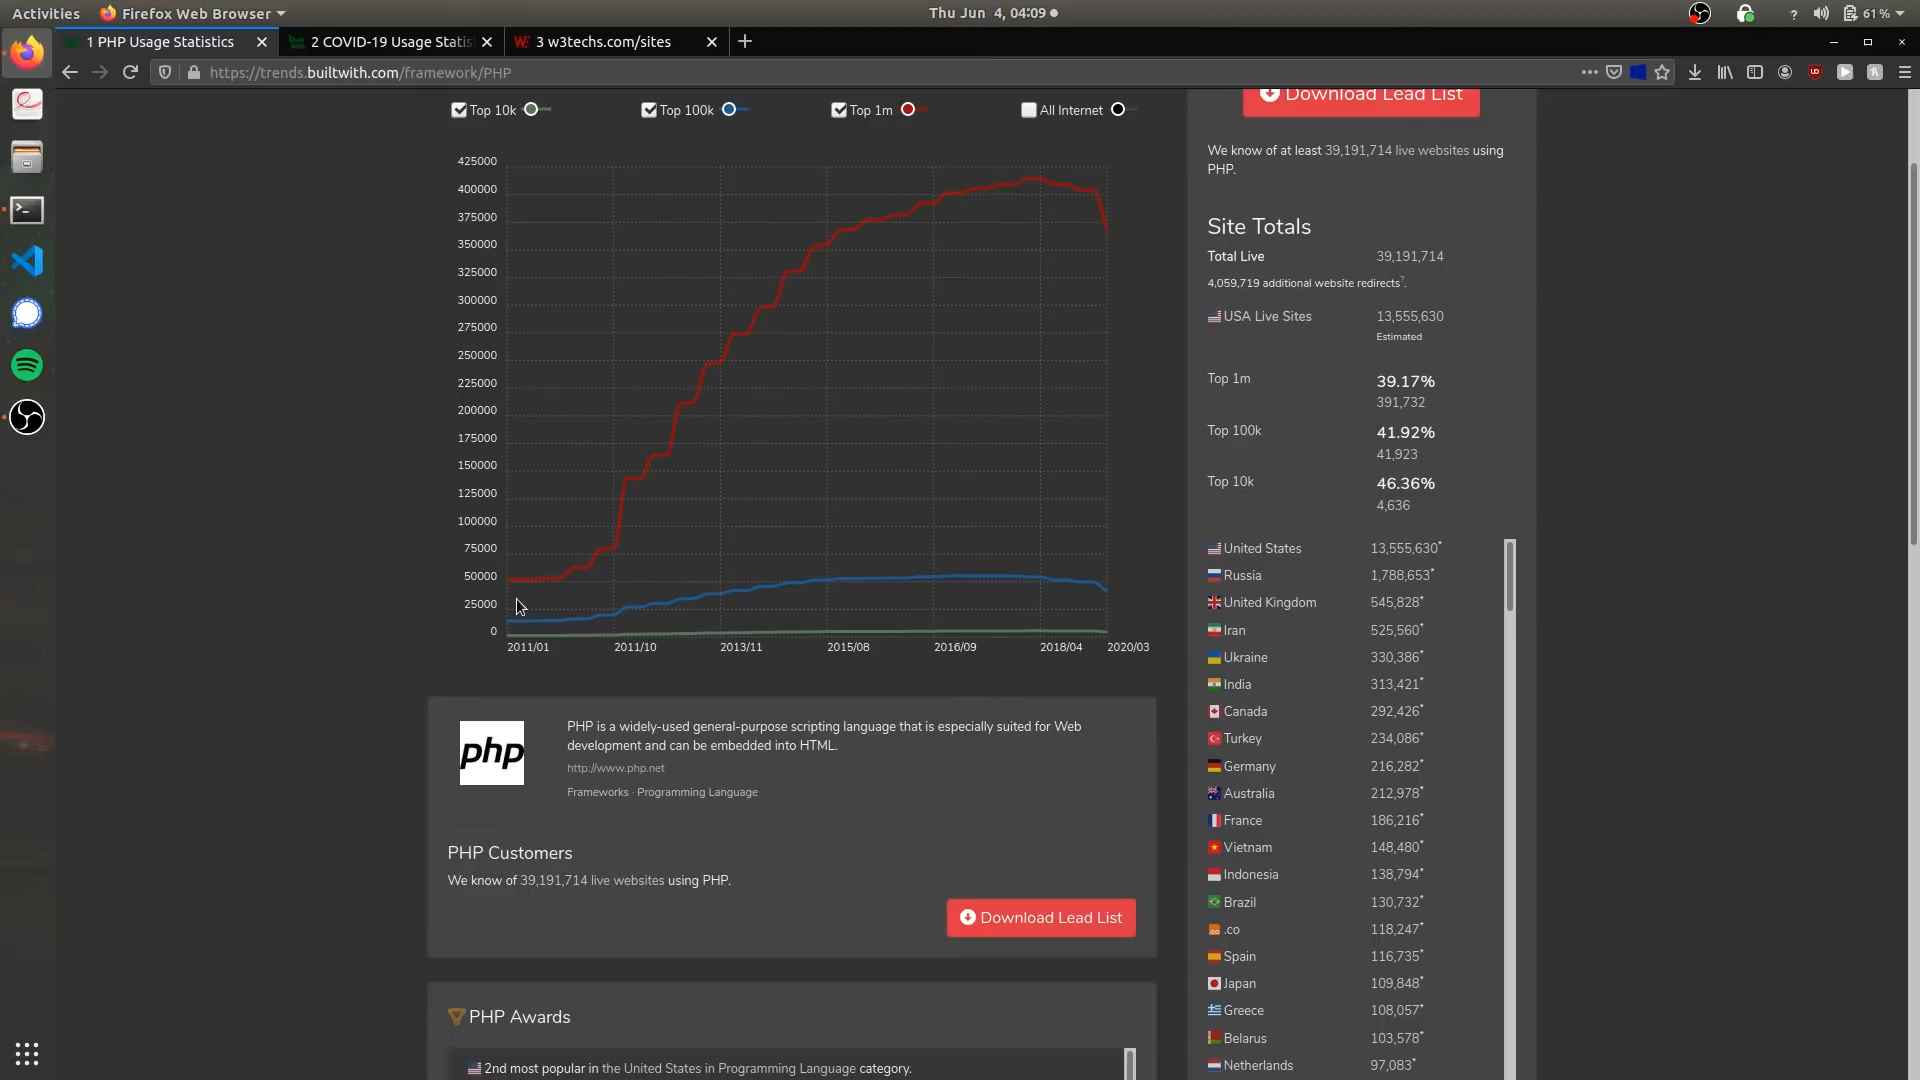 Activities
Firefox Web Browser
Thu Jun 4, 04:09
?
61 %
1 PHP Usage Statistics
2 COVID-19 Usage Statis
3 w3techs.com/sites
https://trends.builtwith.com/framework/PHP
Top 10k
Top 100k
Top 1m
All Internet
425000
400000
375000
350000
325000
300000
275000
250000
225000
200000
175000
150000
125000
100000
75000
50000
25000
0
2011/01
2011/10
2013/11
2015/08
2016/09
2018/04
2020/03
php
PHP is a widely-used general-purpose scripting language that is especially suited for Web
development and can be embedded into HTML.
http://www.php.net
Frameworks · Programming Language
PHP Customers
We know of 39,191,714 live websites using PHP.
Download Lead List
PHP Awards
2nd most popular in the United States in Programming Language category.
Download Lead List
We know of at least 39,191,714 live websites using
PHP.
Site Totals
Total Live 39,191,714
4,059,719 additional website redirects?.
USA Live Sites 13,555,630
Estimated
Top 1m 39.17%
391,732
Top 100k 41.92%
41,923
Top 10k 46.36%
4,636
United States 13,555,630*
Russia 1,788,653*
United Kingdom 545,828*
Iran 525,560*
Ukraine 330,386*
India 313,421*
Canada 292,426*
Turkey 234,086*
Germany 216,282*
Australia 212,978*
France 186,216*
Vietnam 148,480*
Indonesia 138,794*
Brazil 130,732*
.co 118,247*
Spain 116,735*
Japan 109,848*
Greece 108,057*
Belarus 103,578*
Netherlands 97,083*